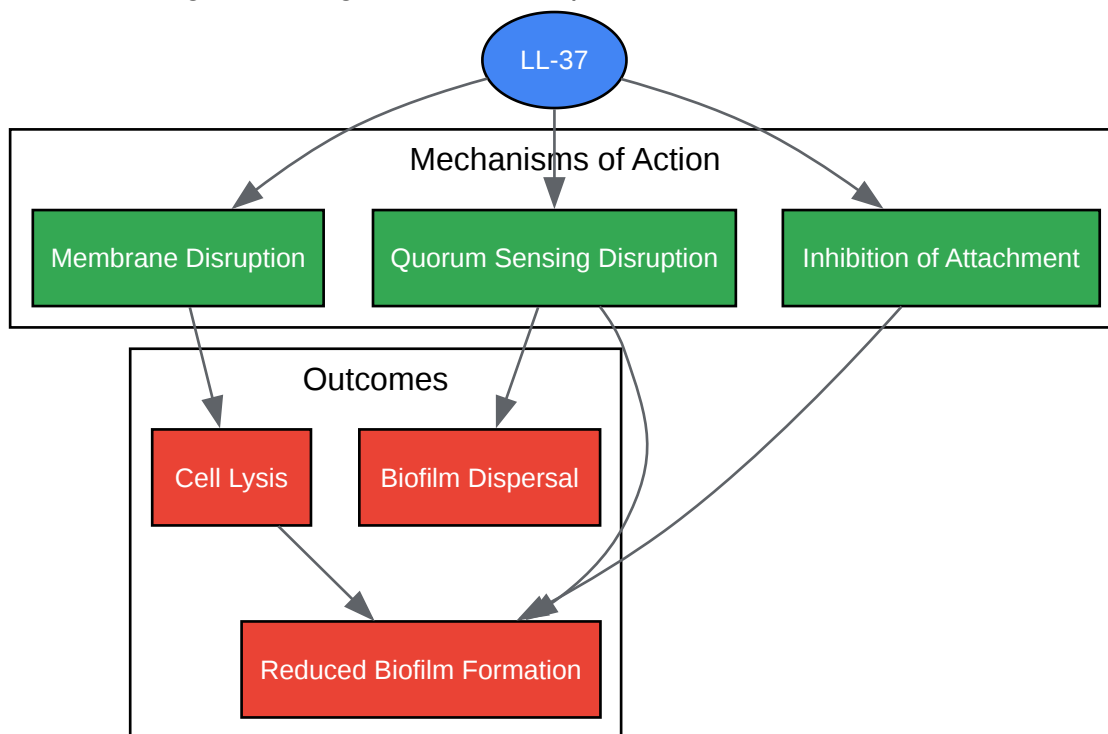 LL-37
Mechanisms of Action
Membrane Disruption
Quorum Sensing Disruption
Inhibition of Attachment
Outcomes
Cell Lysis
Biofilm Dispersal
Reduced Biofilm Formation